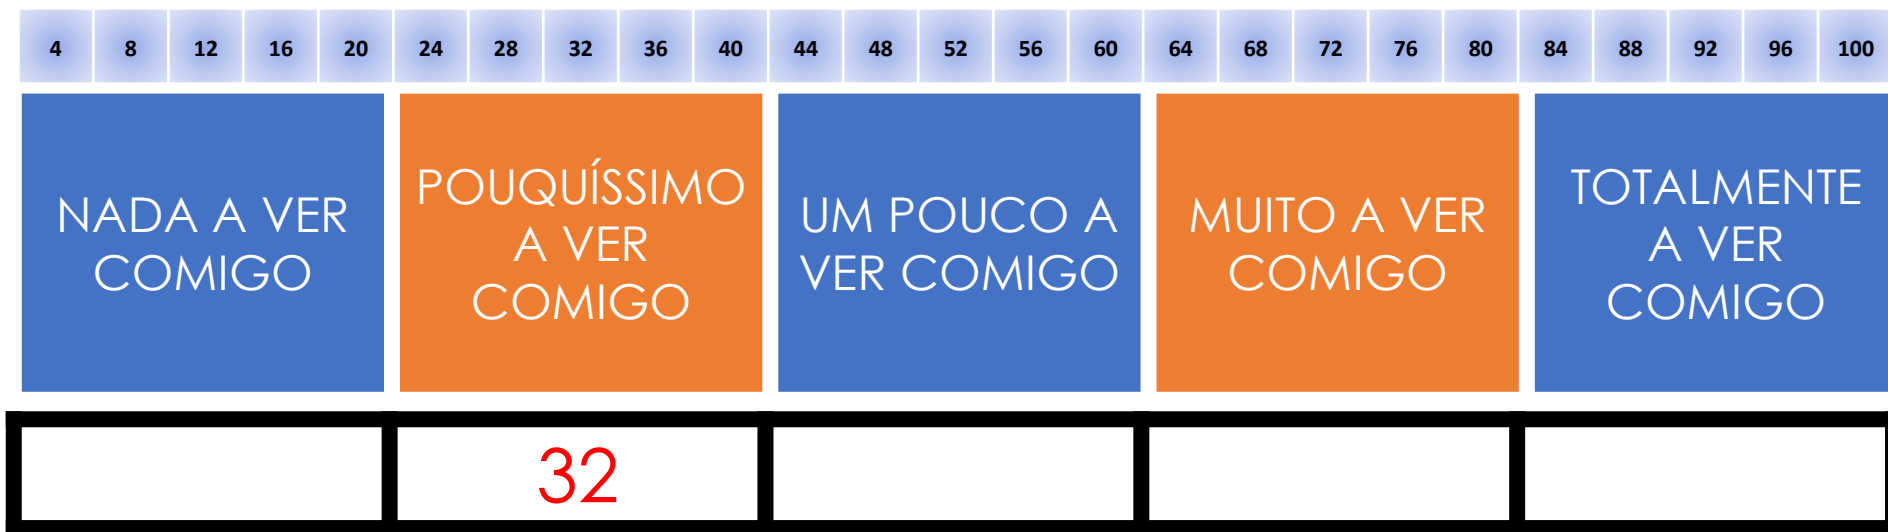 4 8 12 16 20 24 28 32 36 40 44 48 52 56 60 64 68 72 76 80 84 88 92 96 100
NADA A VER
COMIGO
POUQUÍSSIMO
A VER
COMIGO
UM POUCO A
VER COMIGO
MUITO A VER
COMIGO
TOTALMENTE
A VER
COMIGO
32